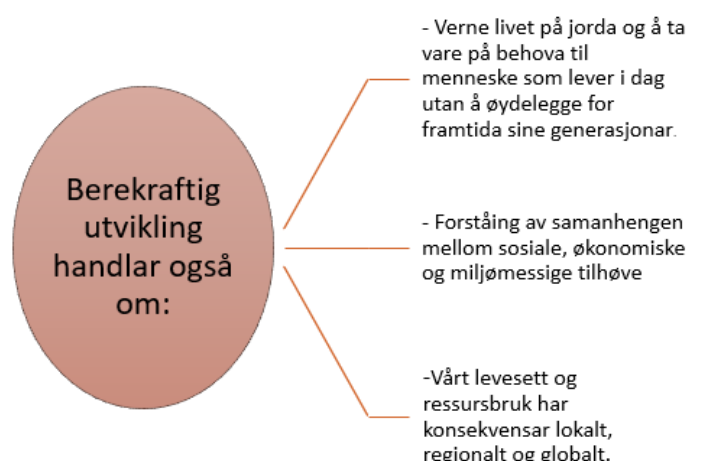 Berekraftig
utvikling
handlar også
om:
- Verne livet på jorda og å ta
vare på behova til
menneske som lever i dag
utan å øydelegge for
framtida sine generasjonar.
- Forståing av samanhengen
mellom sosiale, økonomiske
og miljømessige tilhøve
-Vårt levesett og
ressursbruk har
konsekvensar lokalt,
regionalt og globalt.